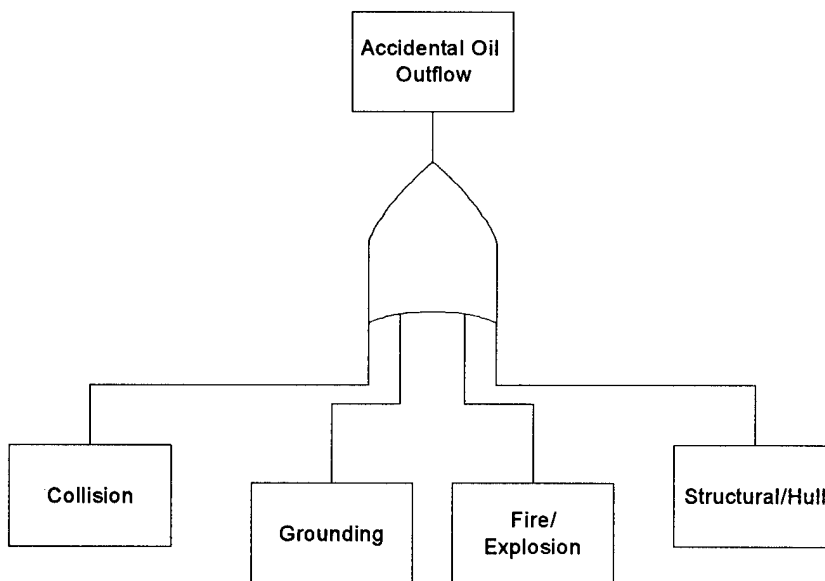 Accidental Oil
Outflow
Collision
Grounding
Fire/
Explosion
Structural/Hull